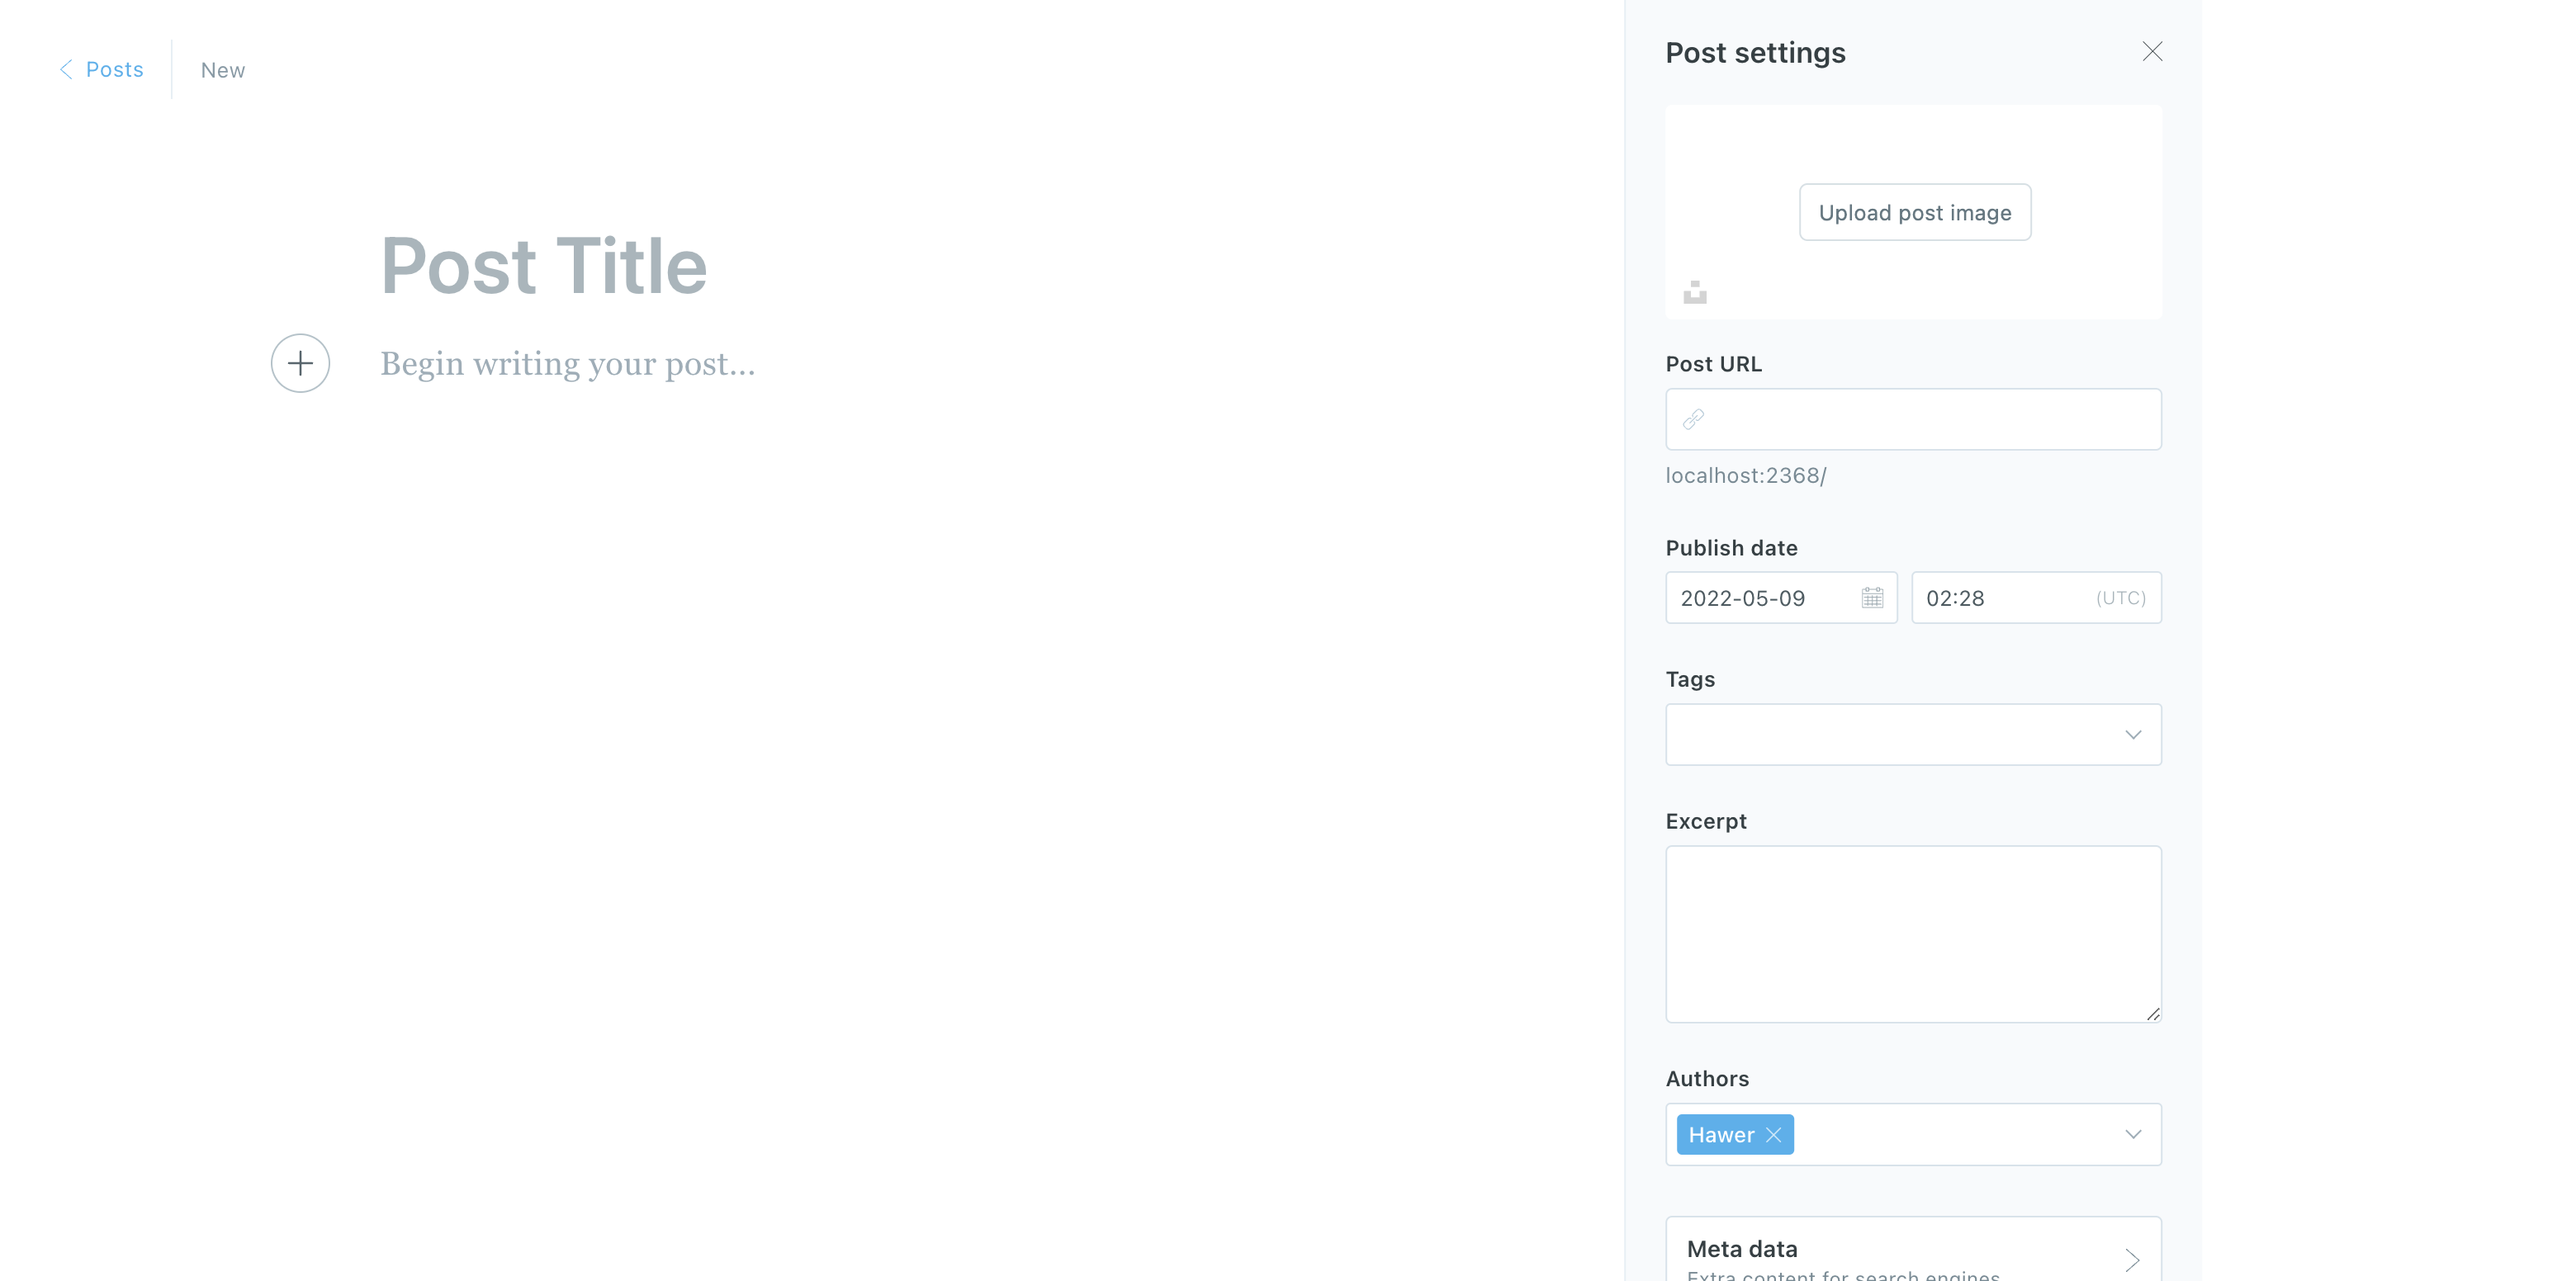 Posts
New
Post Title
Begin writing your post...
Post settings
Upload post image
Post URL
localhost:2368/
Publish date
2022-05-09
02:28 (UTC)
Tags
Excerpt
Authors
Hawer
Meta data
Extra content for search engines